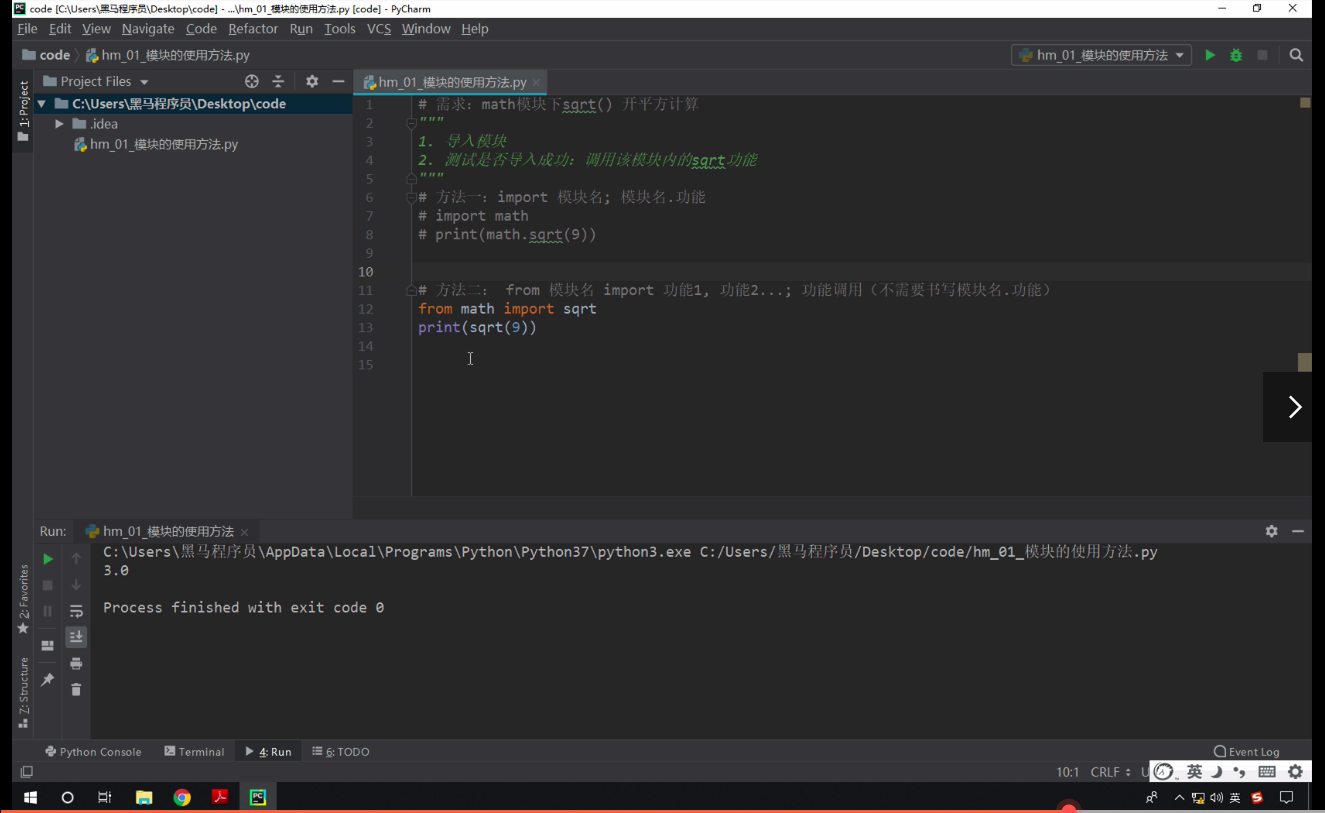 code [C:\Users\黑马程序员\Desktop\code] - ...\hm_01_模块的使用方法.py [code] - PyCharm
File Edit View Navigate Code Refactor Run Tools VCS Window Help
code hm_01_模块的使用方法.py
hm_01_模块的使用方法
1: Project
Project Files
hm_01_模块的使用方法.py
C:\Users\黑马程序员\Desktop\code
.idea
hm_01_模块的使用方法.py
1 # 需求：math模块下sqrt() 开平方计算
2 """
3 1. 导入模块
4 2. 测试是否导入成功：调用该模块内的sqrt功能
5 """
6 # 方法一：import 模块名; 模块名.功能
7 # import math
8 # print(math.sqrt(9))
9
10
11 # 方法二： from 模块名 import 功能1, 功能2...; 功能调用（不需要书写模块名.功能）
12 from math import sqrt
13 print(sqrt(9))
14
15
Run: hm_01_模块的使用方法
C:\Users\黑马程序员\AppData\Local\Programs\Python\Python37\python3.exe C:/Users/黑马程序员/Desktop/code/hm_01_模块的使用方法.py
3.0
Process finished with exit code 0
2: Favorites
Z: Structure
Python Console Terminal 4: Run 6: TODO Event Log
10:1 CRLF U 英
英